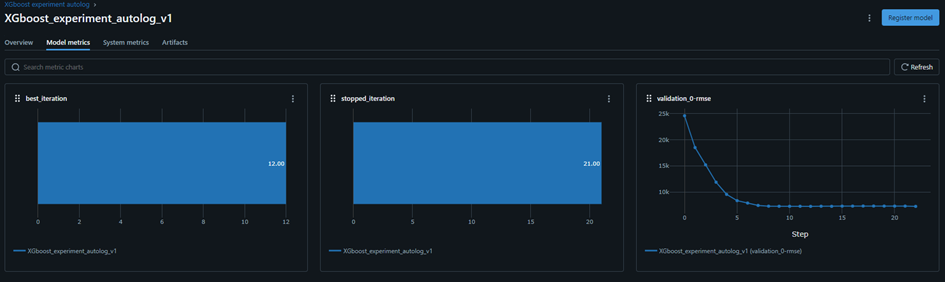 XGboost experiment autolog ›
XGboost_experiment_autolog_v1
Register model
Overview Model metrics System metrics Artifacts
Search metric charts
Refresh
best_iteration
12.00
0 2 4 6 8 10 12
XGboost_experiment_autolog_v1
stopped_iteration
21.00
0 5 10 15 20
XGboost_experiment_autolog_v1
validation_0-rmse
25k
20k
15k
10k
0 5 10 15 20
Step
XGboost_experiment_autolog_v1 (validation_0-rmse)